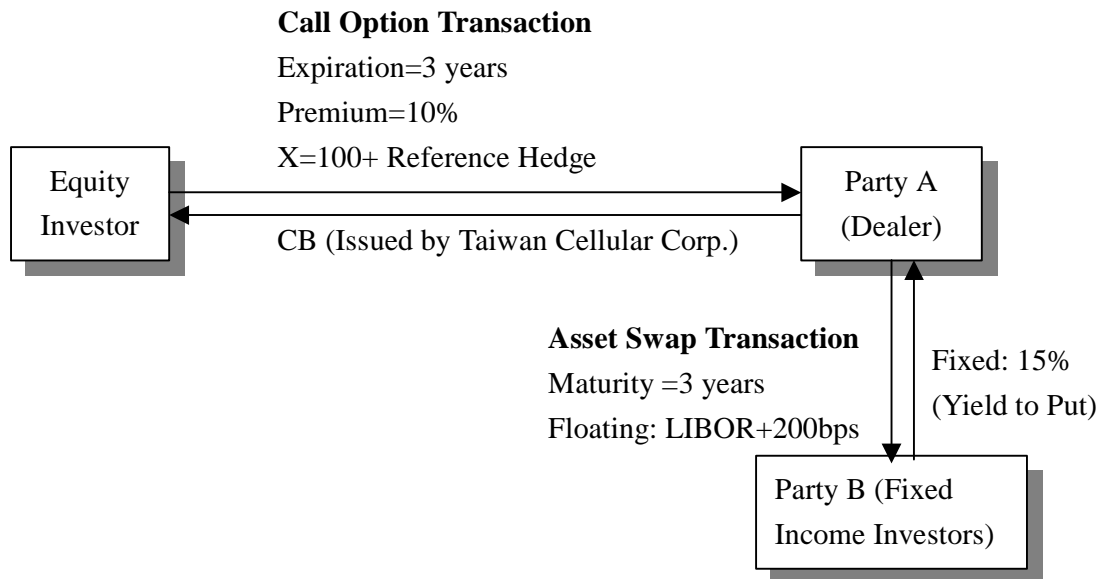 Call Option Transaction
Expiration=3 years
Premium=10%
X=100+ Reference Hedge
Equity
Investor
Party A
(Dealer)
CB (Issued by Taiwan Cellular Corp.)
Asset Swap Transaction
Maturity =3 years
Floating: LIBOR+200bps
Fixed: 15%
(Yield to Put)
Party B (Fixed
Income Investors)